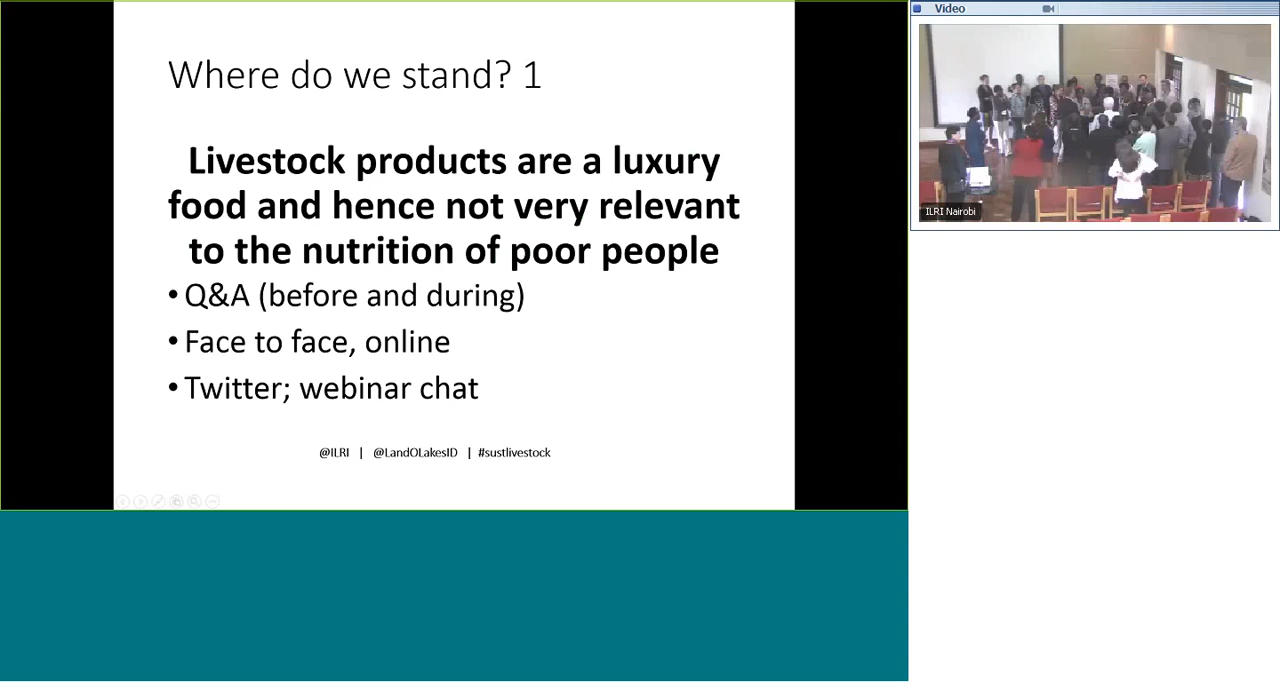 Where do we stand? 1
Livestock products are a luxury
food and hence not very relevant
to the nutrition of poor people
• Q&A (before and during)
• Face to face, online
• Twitter; webinar chat
@ILRI | @LandOLakesID | #sustlivestock
Video
ILRI Nairobi